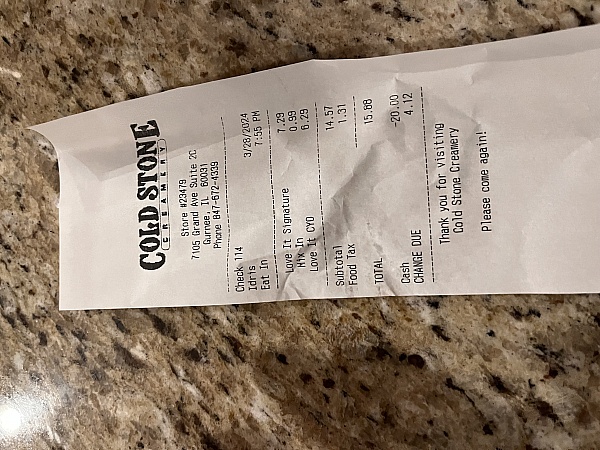 COLD STONE
CREAMERY
Store #23479
7105 Grand Ave Suite 2C
Gurnee, IL 60031
Phone 847-672-4339
Check 114 3/28/2024
Idris 7:55 PM
Eat In
Love It Signature 7.29
Mix In 0.99
Love It CYO 6.29
Subtotal 14.57
Food Tax 1.31
TOTAL 15.88
Cash -20.00
CHANGE DUE 4.12
Thank you for visiting
Cold Stone Creamery
Please come again!